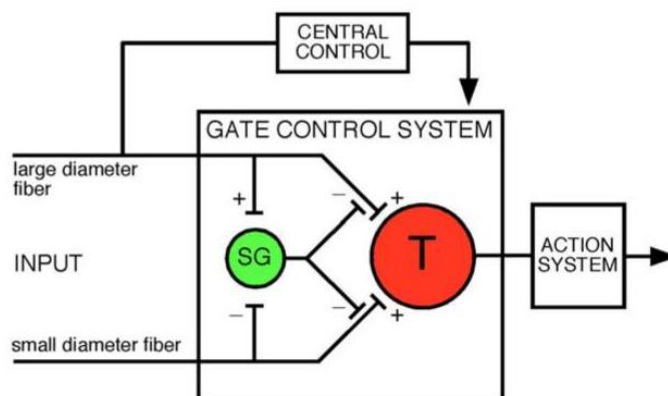 CENTRAL
CONTROL
GATE CONTROL SYSTEM
large diameter
fiber
+
−
+
INPUT
SG
T
ACTION
SYSTEM
−
−
+
small diameter fiber